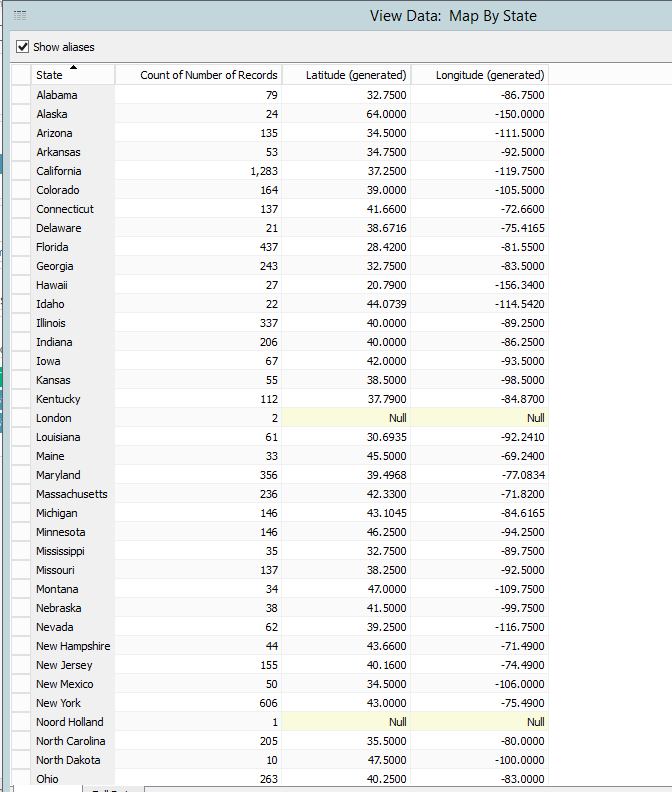 View Data: Map By State
Show aliases
State Count of Number of Records Latitude (generated) Longitude (generated)
Alabama 79 32.7500 -86.7500
Alaska 24 64.0000 -150.0000
Arizona 135 34.5000 -111.5000
Arkansas 53 34.7500 -92.5000
California 1,283 37.2500 -119.7500
Colorado 164 39.0000 -105.5000
Connecticut 137 41.6600 -72.6600
Delaware 21 38.6716 -75.4165
Florida 437 28.4200 -81.5500
Georgia 243 32.7500 -83.5000
Hawaii 27 20.7900 -156.3400
Idaho 22 44.0739 -114.5420
Illinois 337 40.0000 -89.2500
Indiana 206 40.0000 -86.2500
Iowa 67 42.0000 -93.5000
Kansas 55 38.5000 -98.5000
Kentucky 112 37.7900 -84.8700
London 2 Null Null
Louisiana 61 30.6935 -92.2410
Maine 33 45.5000 -69.2400
Maryland 356 39.4968 -77.0834
Massachusetts 236 42.3300 -71.8200
Michigan 146 43.1045 -84.6165
Minnesota 146 46.2500 -94.2500
Mississippi 35 32.7500 -89.7500
Missouri 137 38.2500 -92.5000
Montana 34 47.0000 -109.7500
Nebraska 38 41.5000 -99.7500
Nevada 62 39.2500 -116.7500
New Hampshire 44 43.6600 -71.4900
New Jersey 155 40.1600 -74.4900
New Mexico 50 34.5000 -106.0000
New York 606 43.0000 -75.4900
Noord Holland 1 Null Null
North Carolina 205 35.5000 -80.0000
North Dakota 10 47.5000 -100.0000
Ohio 263 40.2500 -83.0000